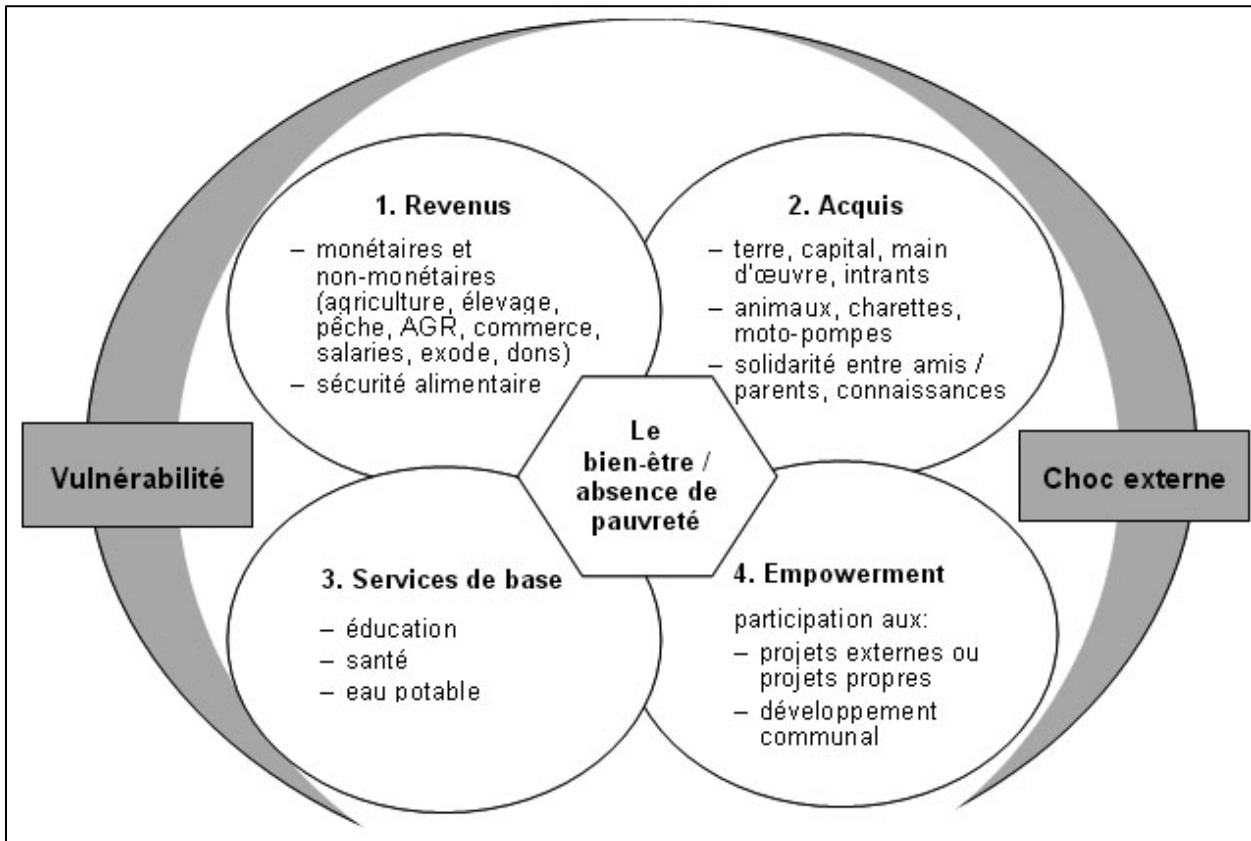 1. Revenus
– monétaires et
non-monétaires
(agriculture, élevage,
pêche, AGR, commerce,
salaries, exode, dons)
– sécurité alimentaire
2. Acquis
– terre, capital, main
d'œuvre, intrants
– animaux, charettes,
moto-pompes
– solidarité entre amis /
parents, connaissances
Vulnérabilité
Le
bien-être /
absence de
pauvreté
Choc externe
3. Services de base
– éducation
– santé
– eau potable
4. Empowerment
participation aux:
– projets externes ou
projets propres
– développement
communal